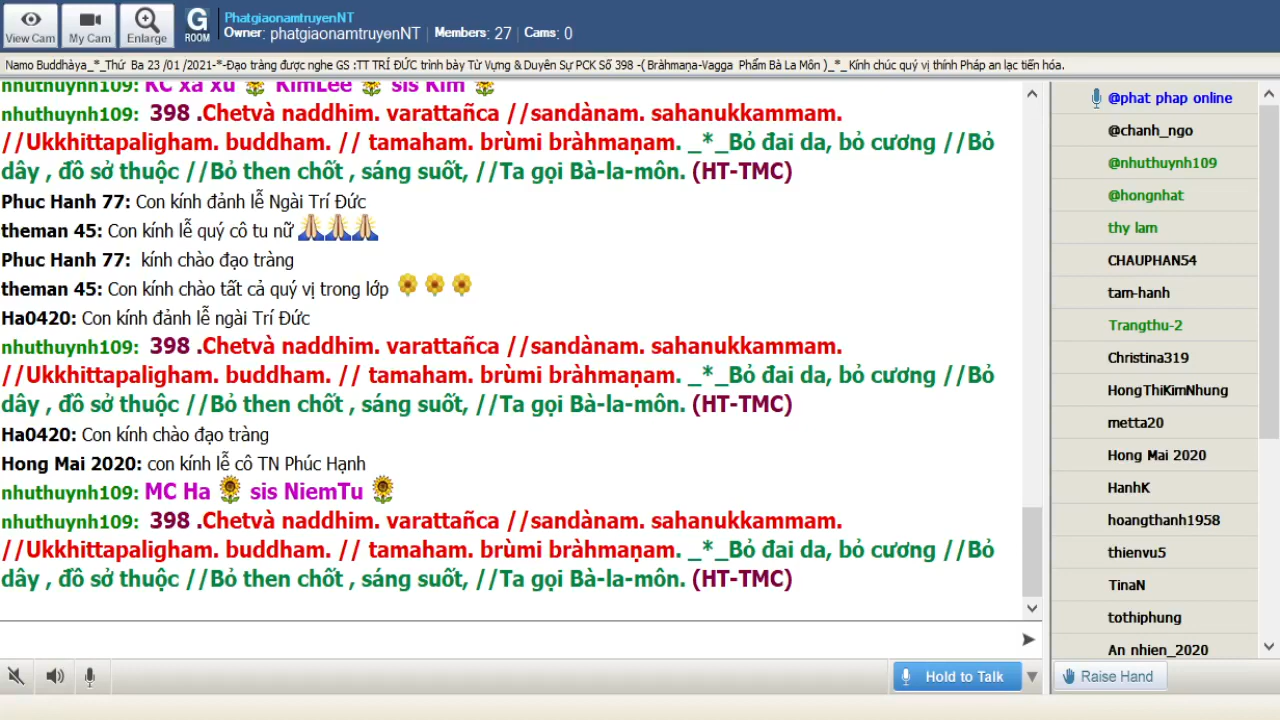 View Cam
My Cam
Enlarge
G
ROOM
PhatgiaonamtruyenNT
Owner: phatgiaonamtruyenNT | Members: 27 | Cams: 0
Namo Buddhàya_*_Thứ Ba 23 /01 /2021-*-Đạo tràng được nghe GS :TT TRÍ ĐỨC trình bày Từ Vựng & Duyên Sự PCK Số 398 -( Bràhmaṇa-Vagga Phẩm Bà La Môn )_*_ Kính chúc quý vị thính Pháp an lạc tiến hóa.
nhuthuynh109: KC xá xu KimLee sis Kim
nhuthuynh109: 398 .Chetvà naddhim. varattañca //sandànam. sahanukkammam.
//Ukkhittapaligham. buddham. // tamaham. brùmi bràhmaṇam. _*_Bỏ đai da, bỏ cương //Bỏ
dây , đồ sở thuộc //Bỏ then chốt , sáng suốt, //Ta gọi Bà-la-môn. (HT-TMC)
Phuc Hanh 77: Con kính đảnh lễ Ngài Trí Đức
theman 45: Con kính lễ quý cô tu nữ
Phuc Hanh 77: kính chào đạo tràng
theman 45: Con kính chào tất cả quý vị trong lớp
Ha0420: Con kính đảnh lễ ngài Trí Đức
nhuthuynh109: 398 .Chetvà naddhim. varattañca //sandànam. sahanukkammam.
//Ukkhittapaligham. buddham. // tamaham. brùmi bràhmaṇam. _*_Bỏ đai da, bỏ cương //Bỏ
dây , đồ sở thuộc //Bỏ then chốt , sáng suốt, //Ta gọi Bà-la-môn. (HT-TMC)
Ha0420: Con kính chào đạo tràng
Hong Mai 2020: con kính lễ cô TN Phúc Hạnh
nhuthuynh109: MC Ha sis NiemTu
nhuthuynh109: 398 .Chetvà naddhim. varattañca //sandànam. sahanukkammam.
//Ukkhittapaligham. buddham. // tamaham. brùmi bràhmaṇam. _*_Bỏ đai da, bỏ cương //Bỏ
dây , đồ sở thuộc //Bỏ then chốt , sáng suốt, //Ta gọi Bà-la-môn. (HT-TMC)
@phat phap online
@chanh_ngo
@nhuthuynh109
@hongnhat
thy lam
CHAUPHAN54
tam-hanh
Trangthu-2
Christina319
HongThiKimNhung
metta20
Hong Mai 2020
HanhK
hoangthanh1958
thienvu5
TinaN
tothiphung
An nhien_2020
Hold to Talk
Raise Hand